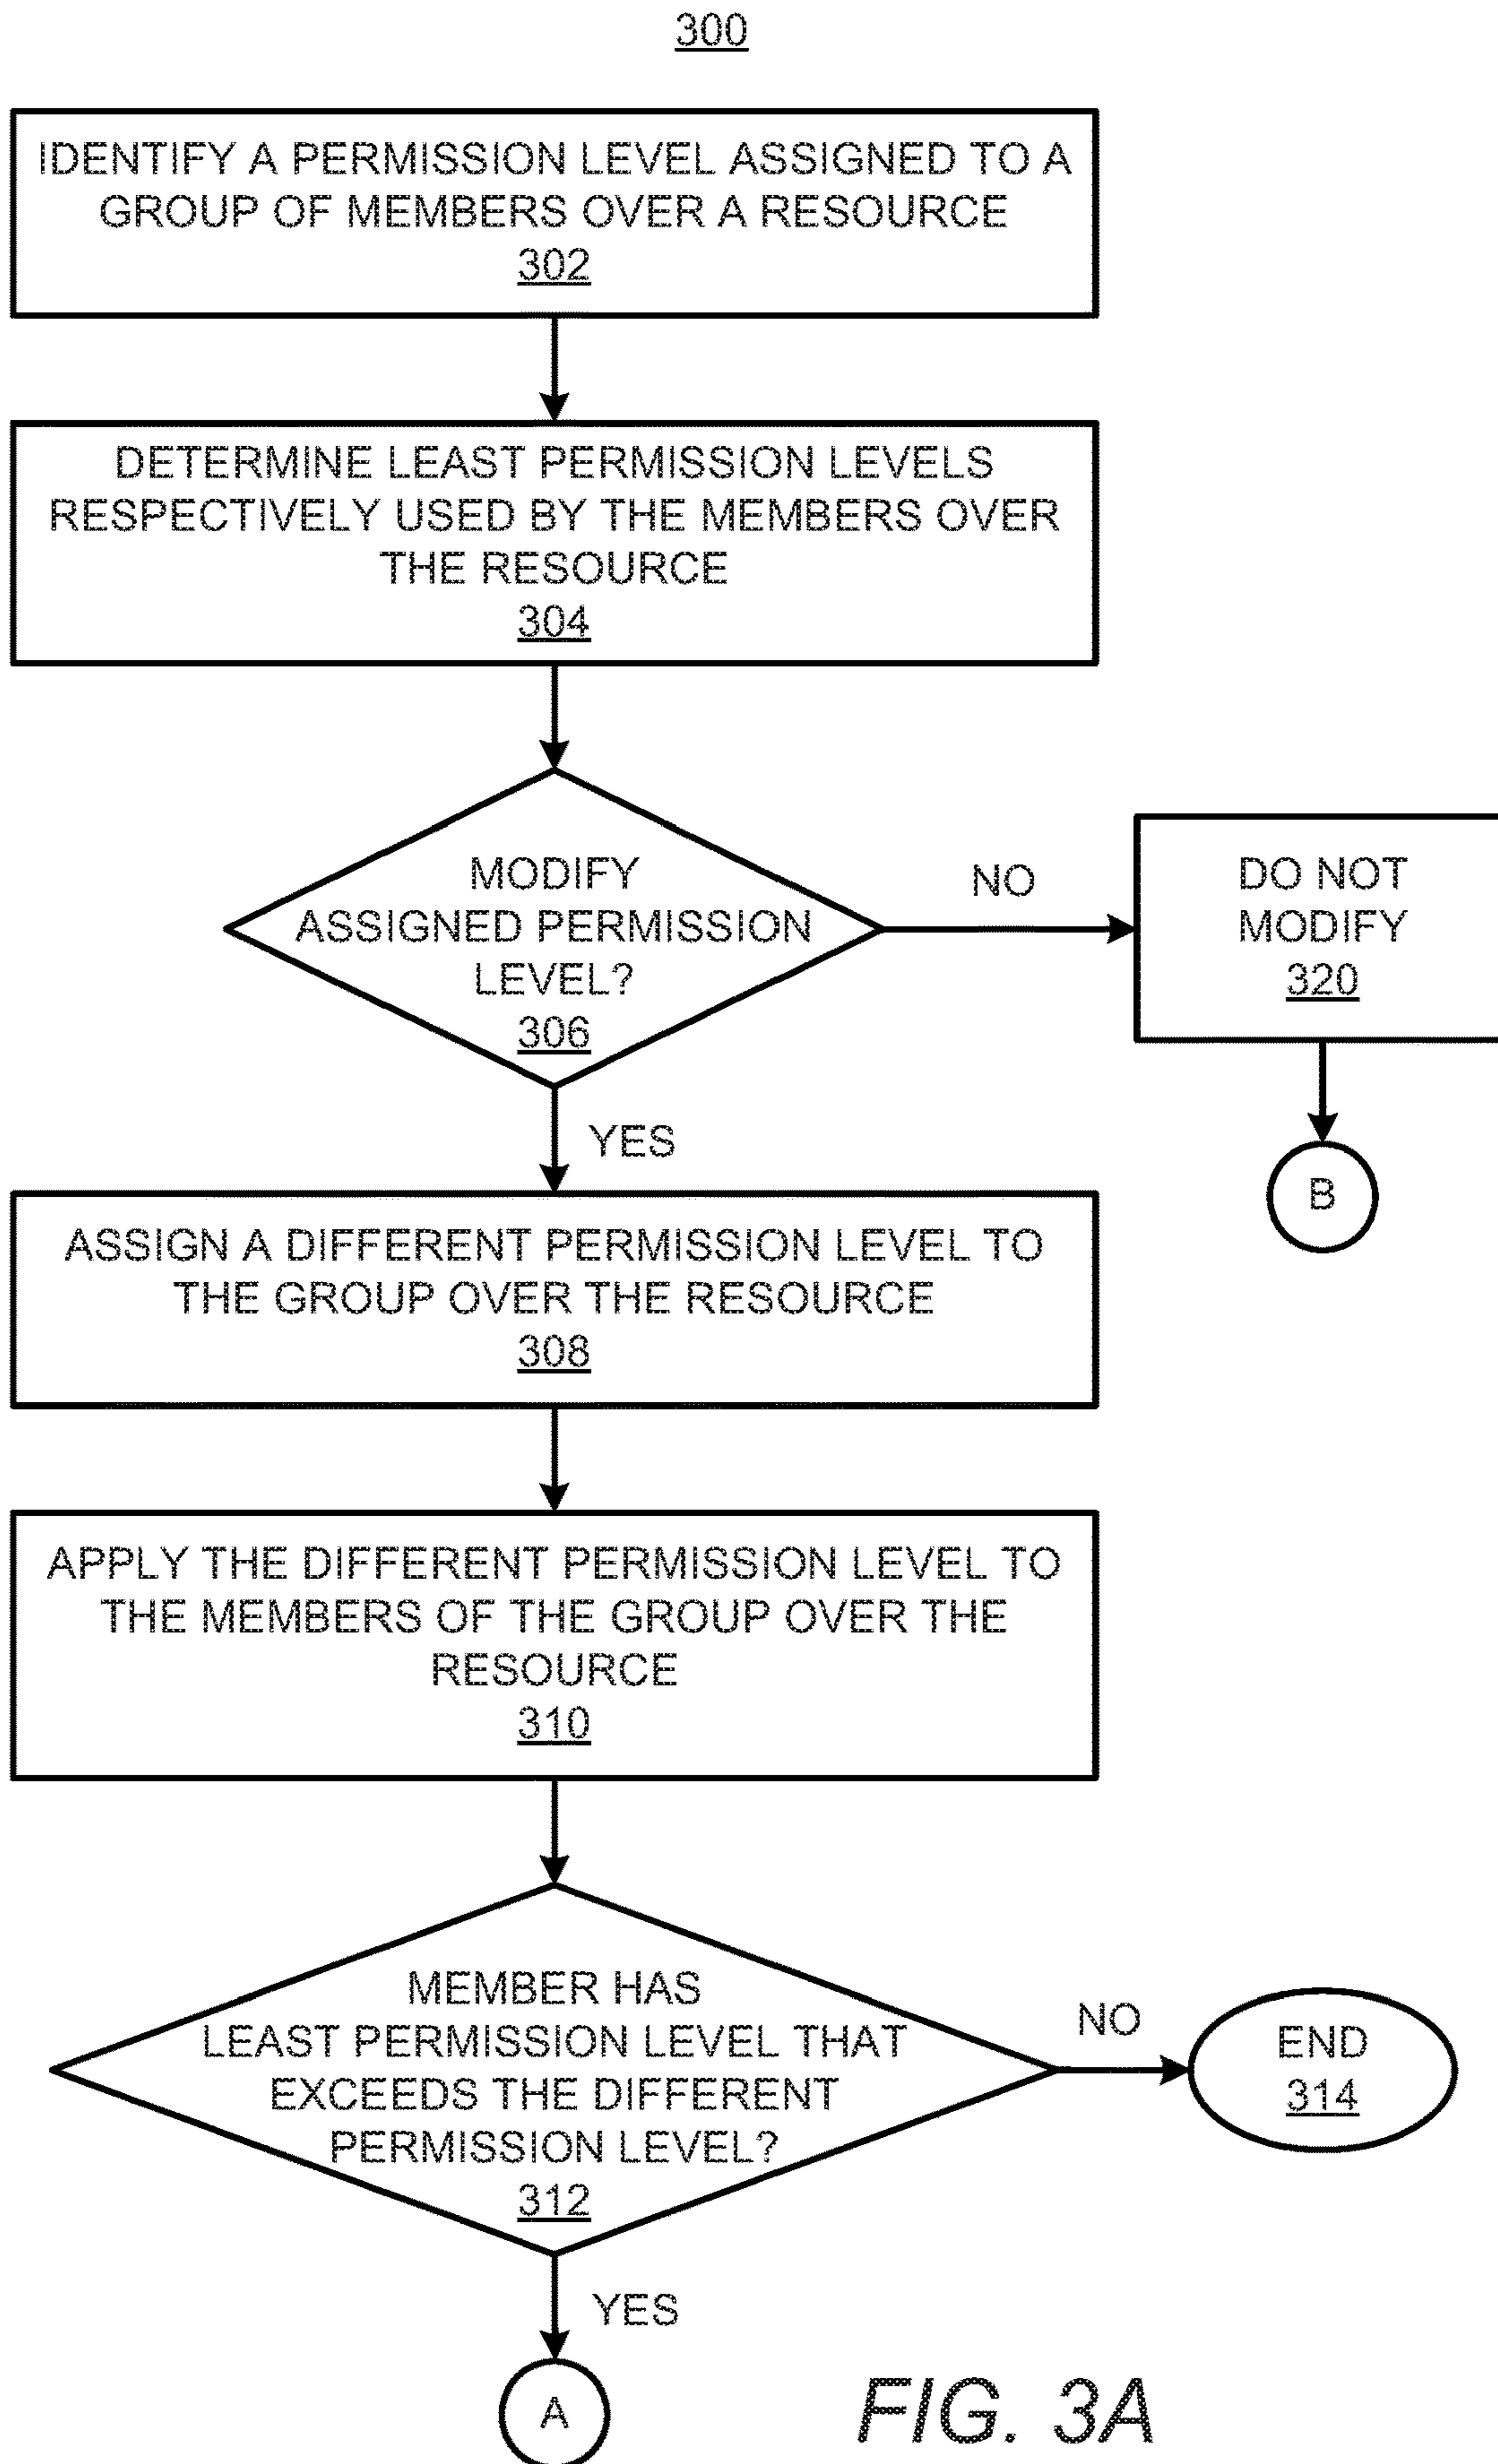 300
IDENTIFY A PERMISSION LEVEL ASSIGNED TO A
GROUP OF MEMBERS OVER A RESOURCE
302
DETERMINE LEAST PERMISSION LEVELS
RESPECTIVELY USED BY THE MEMBERS OVER
THE RESOURCE
304
MODIFY
ASSIGNED PERMISSION
LEVEL?
306
NO
DO NOT
MODIFY
320
B
YES
ASSIGN A DIFFERENT PERMISSION LEVEL TO
THE GROUP OVER THE RESOURCE
308
APPLY THE DIFFERENT PERMISSION LEVEL TO
THE MEMBERS OF THE GROUP OVER THE
RESOURCE
310
MEMBER HAS
LEAST PERMISSION LEVEL THAT
EXCEEDS THE DIFFERENT
PERMISSION LEVEL?
312
NO
END
314
YES
A
FIG. 3A